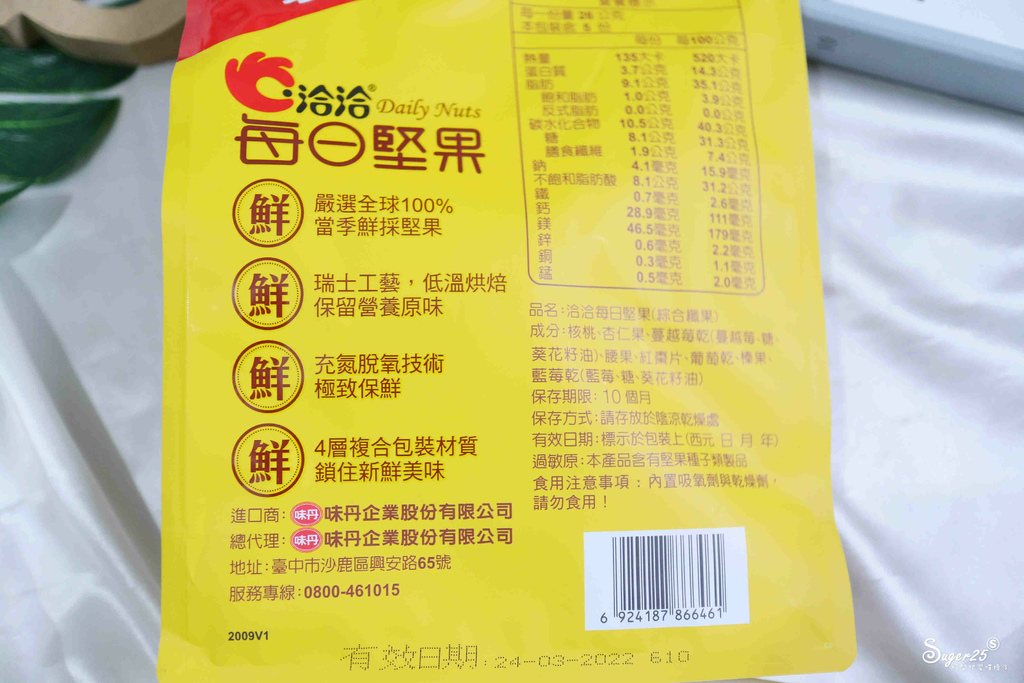 洽洽® Daily Nuts
每日堅果
鮮
嚴選全球100%
當季鮮採堅果
鮮
瑞士工藝，低溫烘焙
保留營養原味
鮮
充氮脫氧技術
極致保鮮
鮮
4層複合包裝材質
鎖住新鮮美味
進口商: 味丹 味丹企業股份有限公司
總代理: 味丹 味丹企業股份有限公司
地址:臺中市沙鹿區興安路65號
服務專線:0800-461015
2009V1
每一份量 26 公克
本包裝含 5 份
每份 每100公克
熱量 135大卡 520大卡
蛋白質 3.7公克 14.3公克
脂肪 9.1公克 35.1公克
飽和脂肪 1.0公克 3.9公克
反式脂肪 0.0公克 0.0公克
碳水化合物 10.5公克 40.3公克
糖 8.1公克 31.3公克
膳食纖維 1.9公克 7.4公克
鈉 4.1毫克 15.9毫克
不飽和脂肪酸 8.1公克 31.2公克
鐵 0.7毫克 2.6毫克
鈣 28.9毫克 111毫克
鎂 46.5毫克 179毫克
鋅 0.6毫克 2.2毫克
銅 0.3毫克 1.1毫克
錳 0.5毫克 2.0毫克
品名:洽洽每日堅果(綜合纖果)
成分:核桃、杏仁果、蔓越莓乾(蔓越莓、糖、
葵花籽油)、腰果、紅棗片、葡萄乾、榛果、
藍莓乾(藍莓、糖、葵花籽油)
保存期限: 10 個月
保存方式:請存放於陰涼乾燥處
有效日期:標示於包裝上(西元 日 月 年)
過敏原:本產品含有堅果種子類製品
食用注意事項：內置吸氧劑與乾燥劑，
請勿食用！
6 924187 866461
有效日期:24-03-2022 610
Suger25